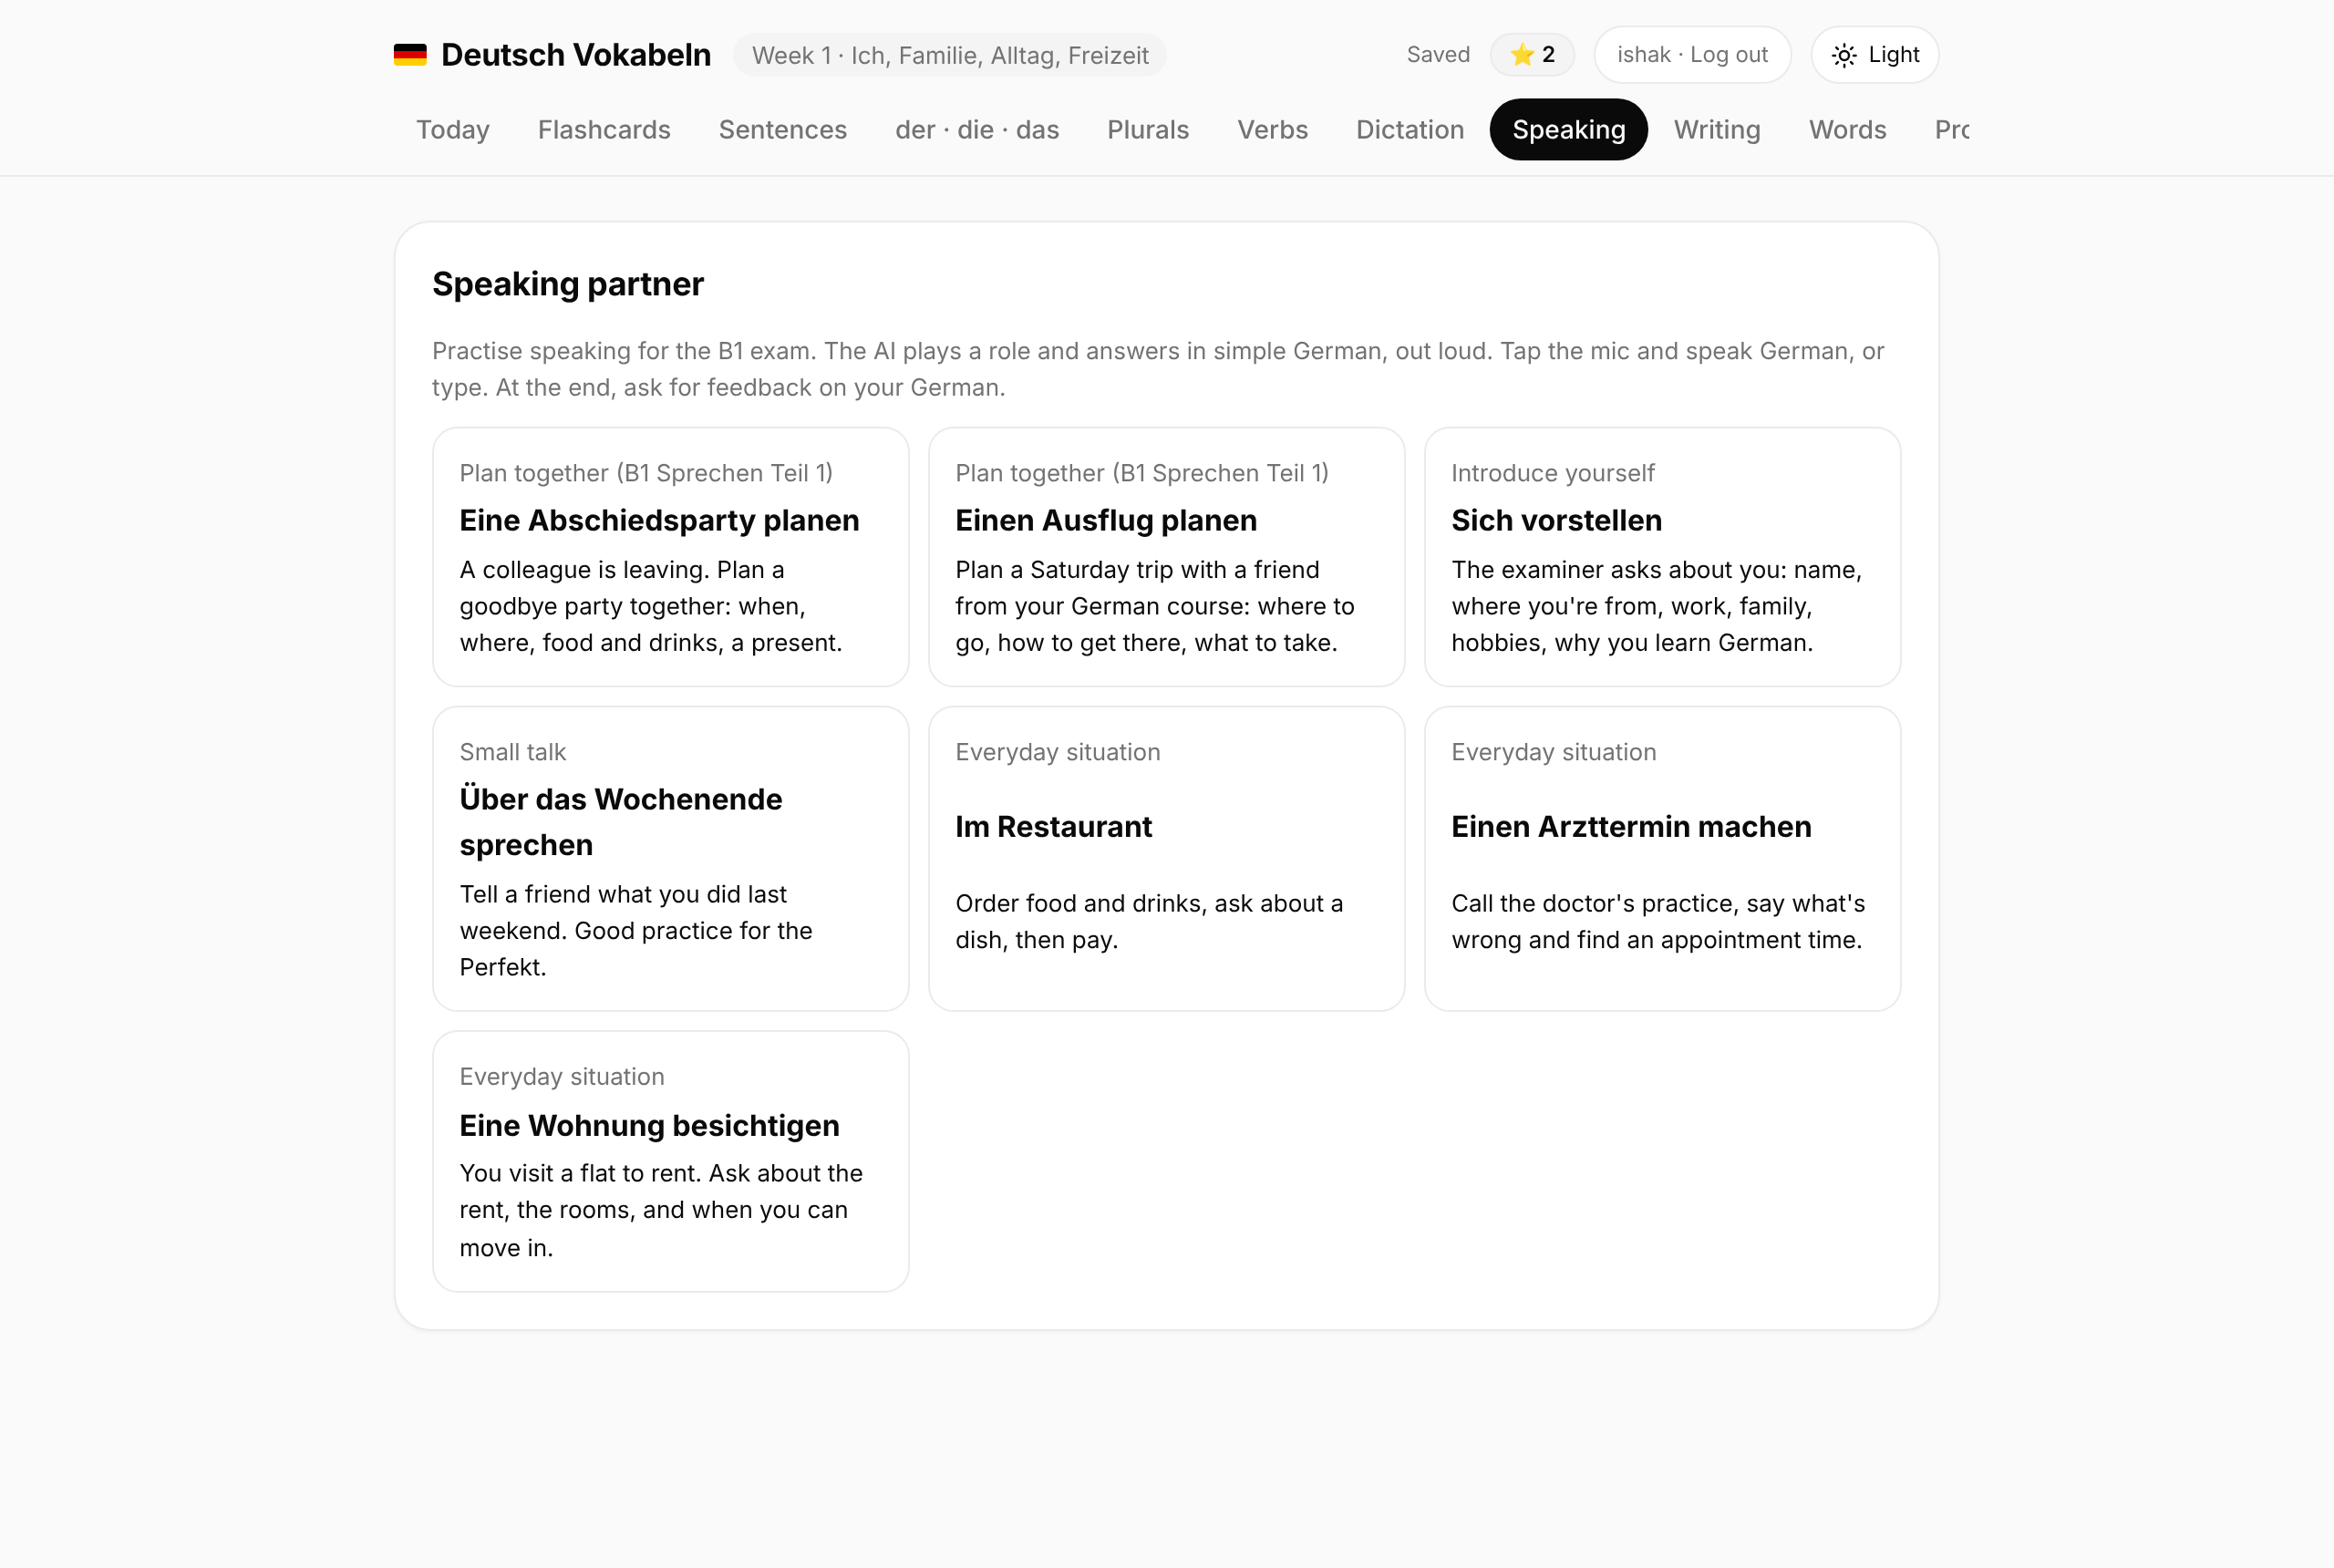 Deutsch Vokabeln
Week 1 · Ich, Familie, Alltag, Freizeit
Saved
⭐ 2
ishak · Log out
Light
Today
Flashcards
Sentences
der · die · das
Plurals
Verbs
Dictation
Speaking
Writing
Words
Speaking partner
Practise speaking for the B1 exam. The AI plays a role and answers in simple German, out loud. Tap the mic and speak German, or
type. At the end, ask for feedback on your German.
Plan together (B1 Sprechen Teil 1)
Eine Abschiedsparty planen
A colleague is leaving. Plan a
goodbye party together: when,
where, food and drinks, a present.
Plan together (B1 Sprechen Teil 1)
Einen Ausflug planen
Plan a Saturday trip with a friend
from your German course: where to
go, how to get there, what to take.
Introduce yourself
Sich vorstellen
The examiner asks about you: name,
where you're from, work, family,
hobbies, why you learn German.
Small talk
Über das Wochenende
sprechen
Tell a friend what you did last
weekend. Good practice for the
Perfekt.
Everyday situation
Im Restaurant
Order food and drinks, ask about a
dish, then pay.
Everyday situation
Einen Arzttermin machen
Call the doctor's practice, say what's
wrong and find an appointment time.
Everyday situation
Eine Wohnung besichtigen
You visit a flat to rent. Ask about the
rent, the rooms, and when you can
move in.